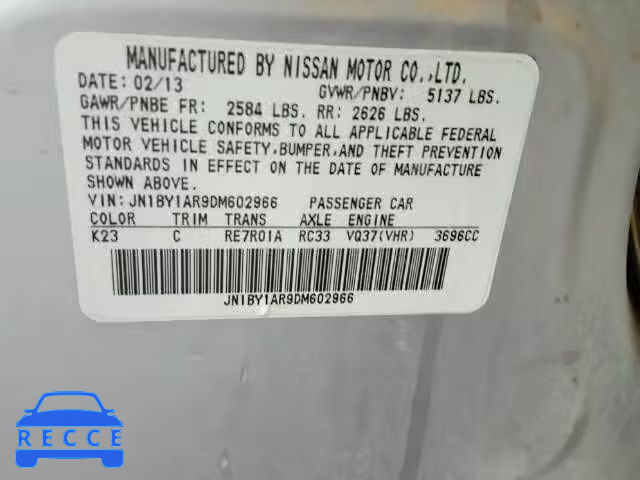 MANUFACTURED BY NISSAN MOTOR CO.,LTD.
DATE: 02/13 GVWR/PNBV: 5137 LBS.
GAWR/PNBE FR: 2584 LBS. RR: 2626 LBS.
THIS VEHICLE CONFORMS TO ALL APPLICABLE FEDERAL
MOTOR VEHICLE SAFETY,BUMPER,AND THEFT PREVENTION
STANDARDS IN EFFECT ON THE DATE OF MANUFACTURE
SHOWN ABOVE.
VIN: JN1BY1AR9DM602966 PASSENGER CAR
COLOR TRIM TRANS AXLE ENGINE
K23 C RE7R01A RC33 VQ37(VHR) 3696CC
JN1BY1AR9DM602966
RECCE